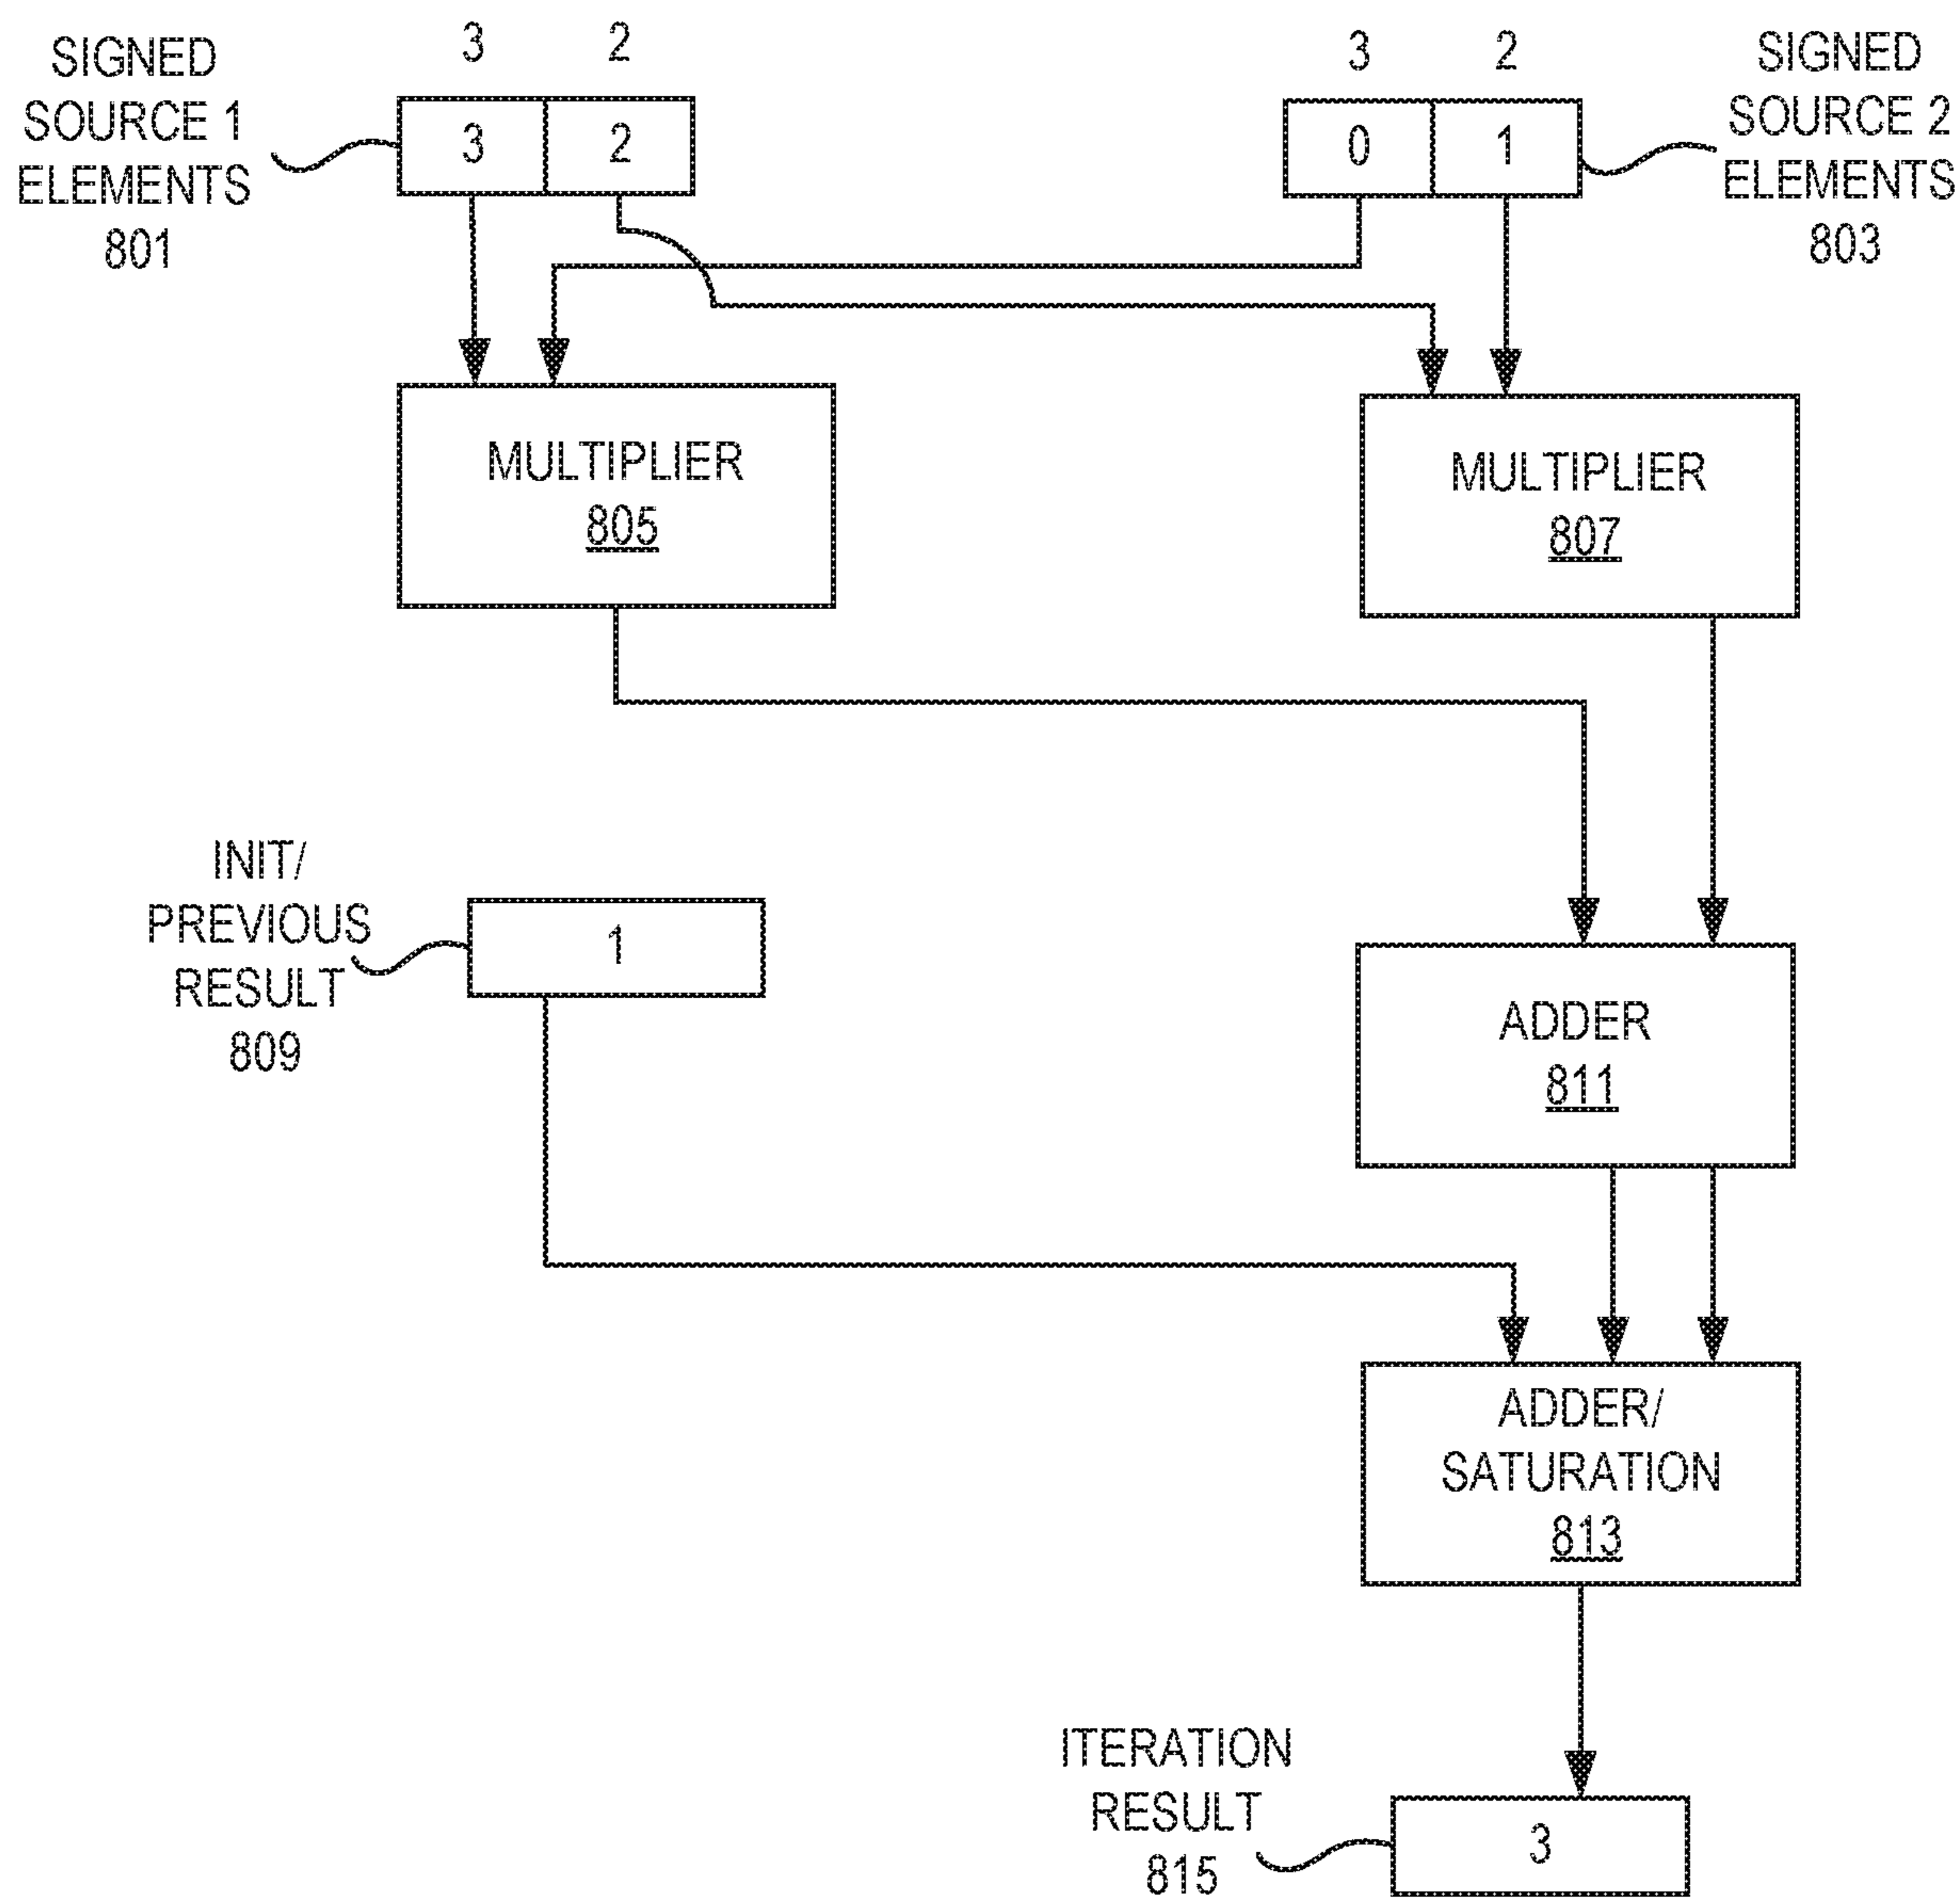 SIGNED
SOURCE 1
ELEMENTS
801
3 2
3 2
3 2
0 1
SIGNED
SOURCE 2
ELEMENTS
803
MULTIPLIER
805
MULTIPLIER
807
INIT/
PREVIOUS
RESULT
809
1
ADDER
811
ADDER/
SATURATION
813
ITERATION
RESULT
815
3